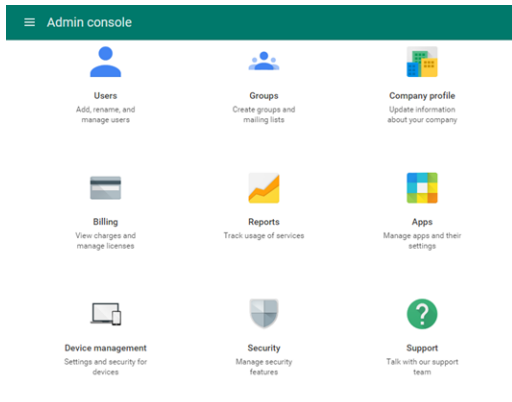 Admin console
Users
Add, rename, and
manage users
Groups
Create groups and
mailing lists
Company profile
Update information
about your company
Billing
View charges and
manage licenses
Reports
Track usage of services
Apps
Manage apps and their
settings
Device management
Settings and security for
devices
Security
Manage security
features
?
Support
Talk with our support
team